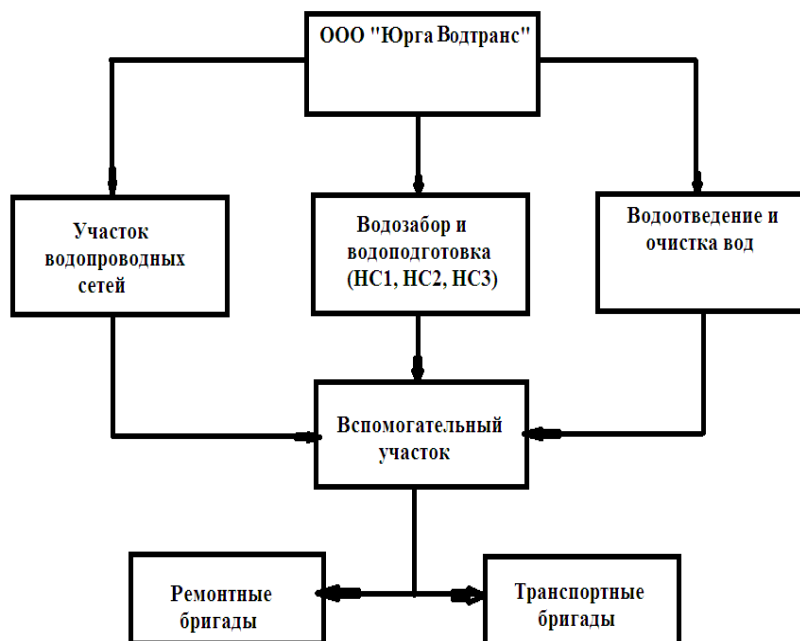 ООО "Юрга Водтранс"
Участок
водопроводных
сетей
Водозабор и
водоподготовка
(НС1, НС2, НС3)
Водоотведение и
очистка вод
Вспомогательный
участок
Ремонтные
бригады
Транспортные
бригады